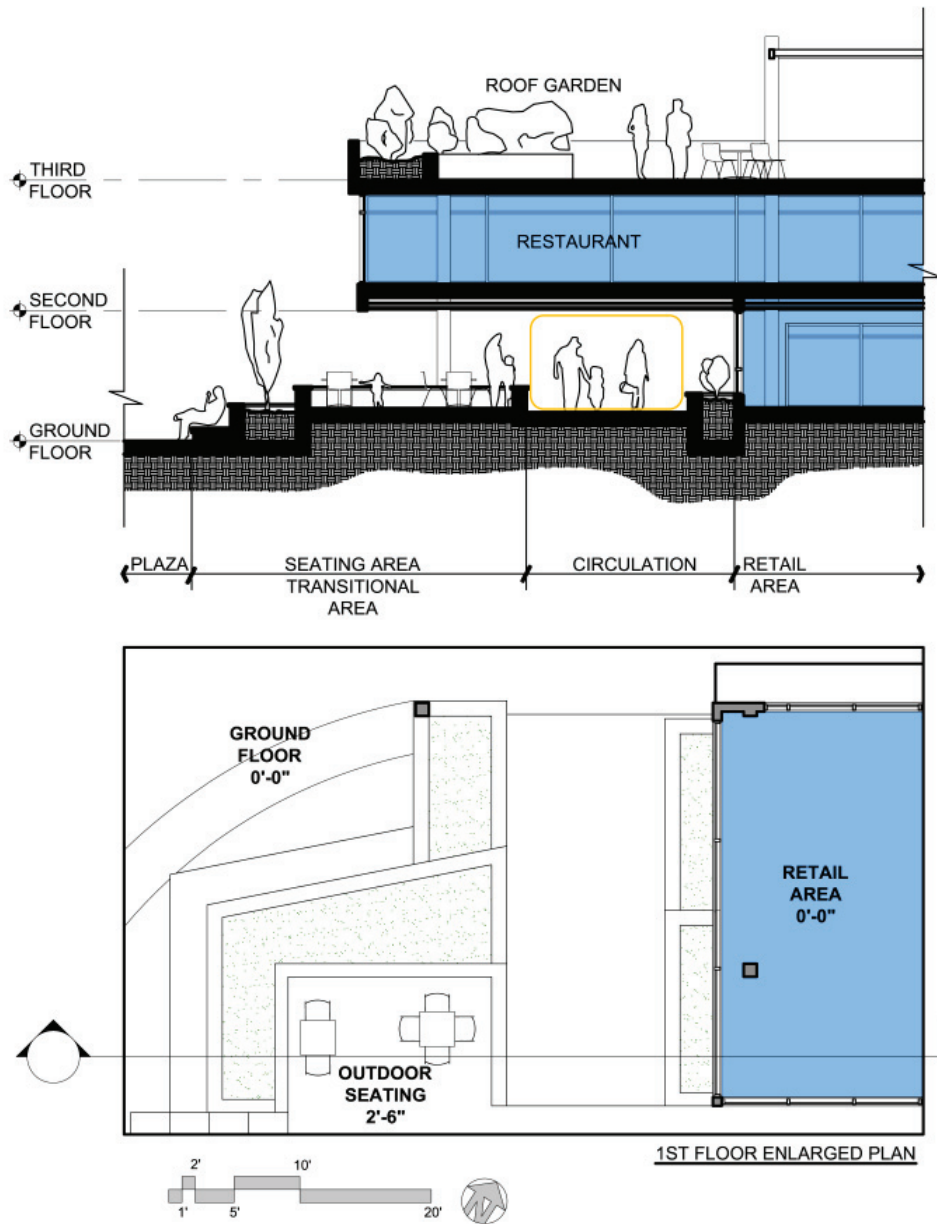 ROOF GARDEN
THIRD
FLOOR
RESTAURANT
SECOND
FLOOR
GROUND
FLOOR
PLAZA
SEATING AREA
TRANSITIONAL
AREA
CIRCULATION
RETAIL
AREA
GROUND
FLOOR
0'-0"
RETAIL
AREA
0'-0"
OUTDOOR
SEATING
2'-6"
1ST FLOOR ENLARGED PLAN
2' 10'
1' 5' 20'
N